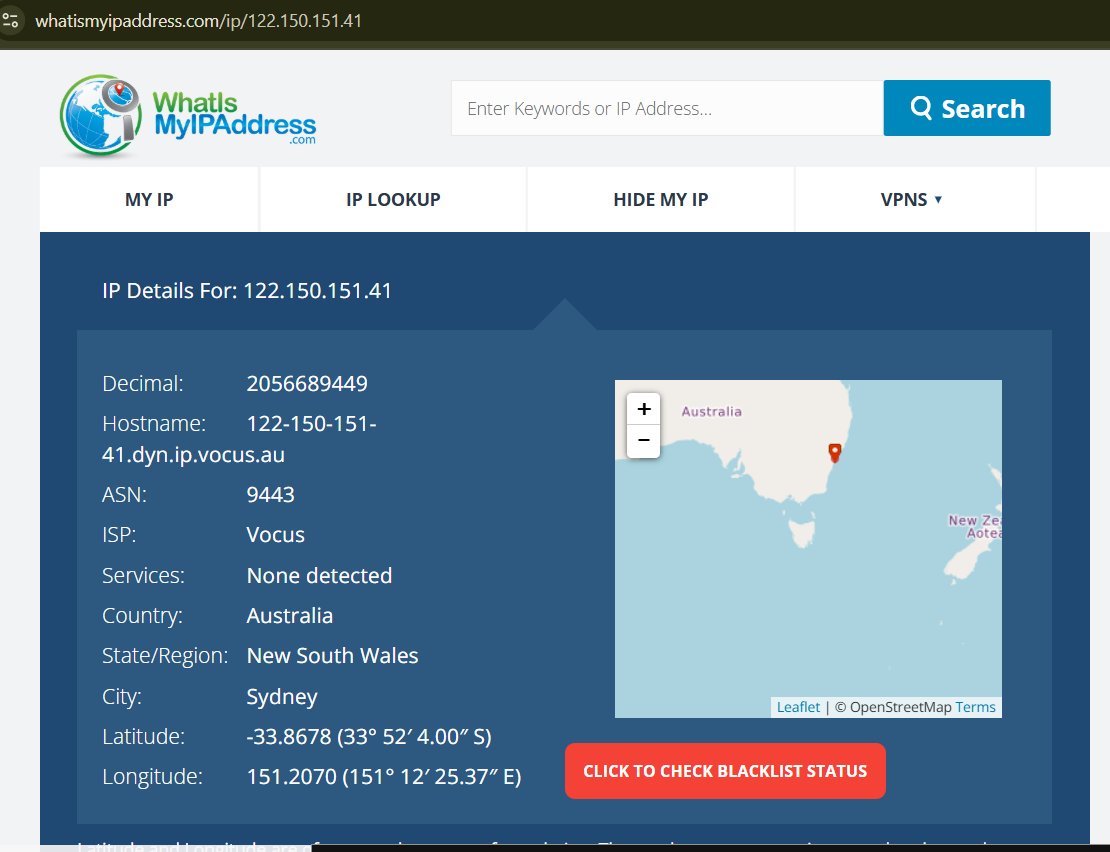 whatismyipaddress.com/ip/122.150.151.41
WhatIs
MyIPAddress
.com
Enter Keywords or IP Address...
Search
MY IP
IP LOOKUP
HIDE MY IP
VPNS ▾
IP Details For: 122.150.151.41
Decimal: 2056689449
Hostname: 122-150-151-
41.dyn.ip.vocus.au
ASN: 9443
ISP: Vocus
Services: None detected
Country: Australia
State/Region: New South Wales
City: Sydney
Latitude: -33.8678 (33° 52′ 4.00″ S)
Longitude: 151.2070 (151° 12′ 25.37″ E)
+
−
Australia
New Zea
Aotea
Leaflet | © OpenStreetMap Terms
CLICK TO CHECK BLACKLIST STATUS
Latitude and Longitude are